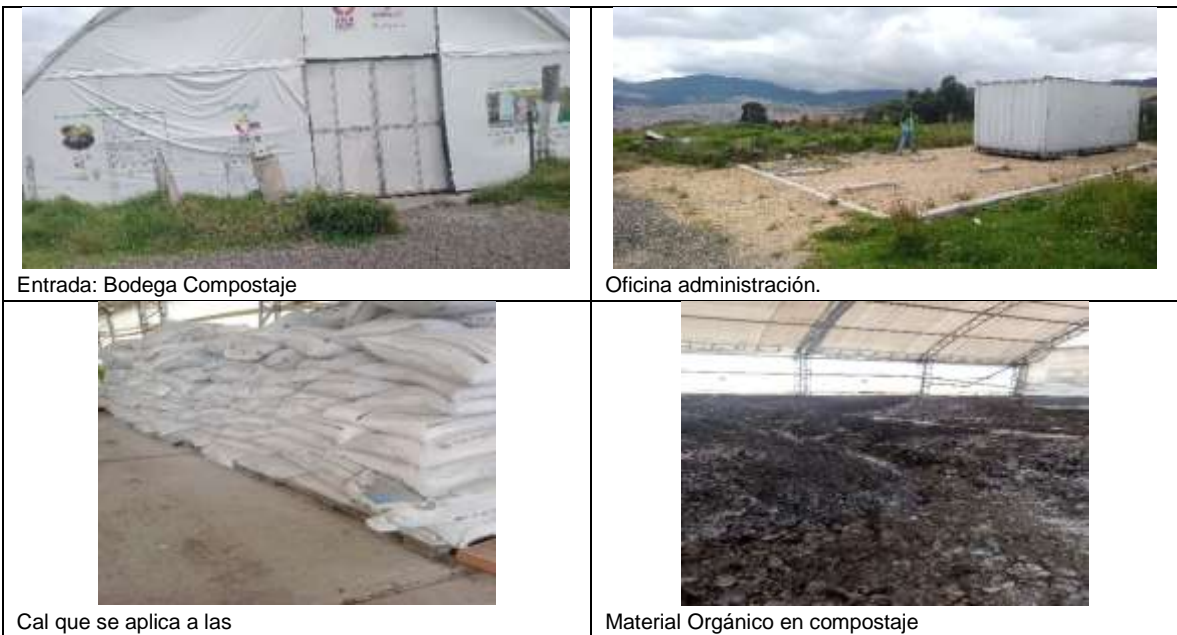 Entrada: Bodega Compostaje
Oficina administración.
Cal que se aplica a las
Material Orgánico en compostaje